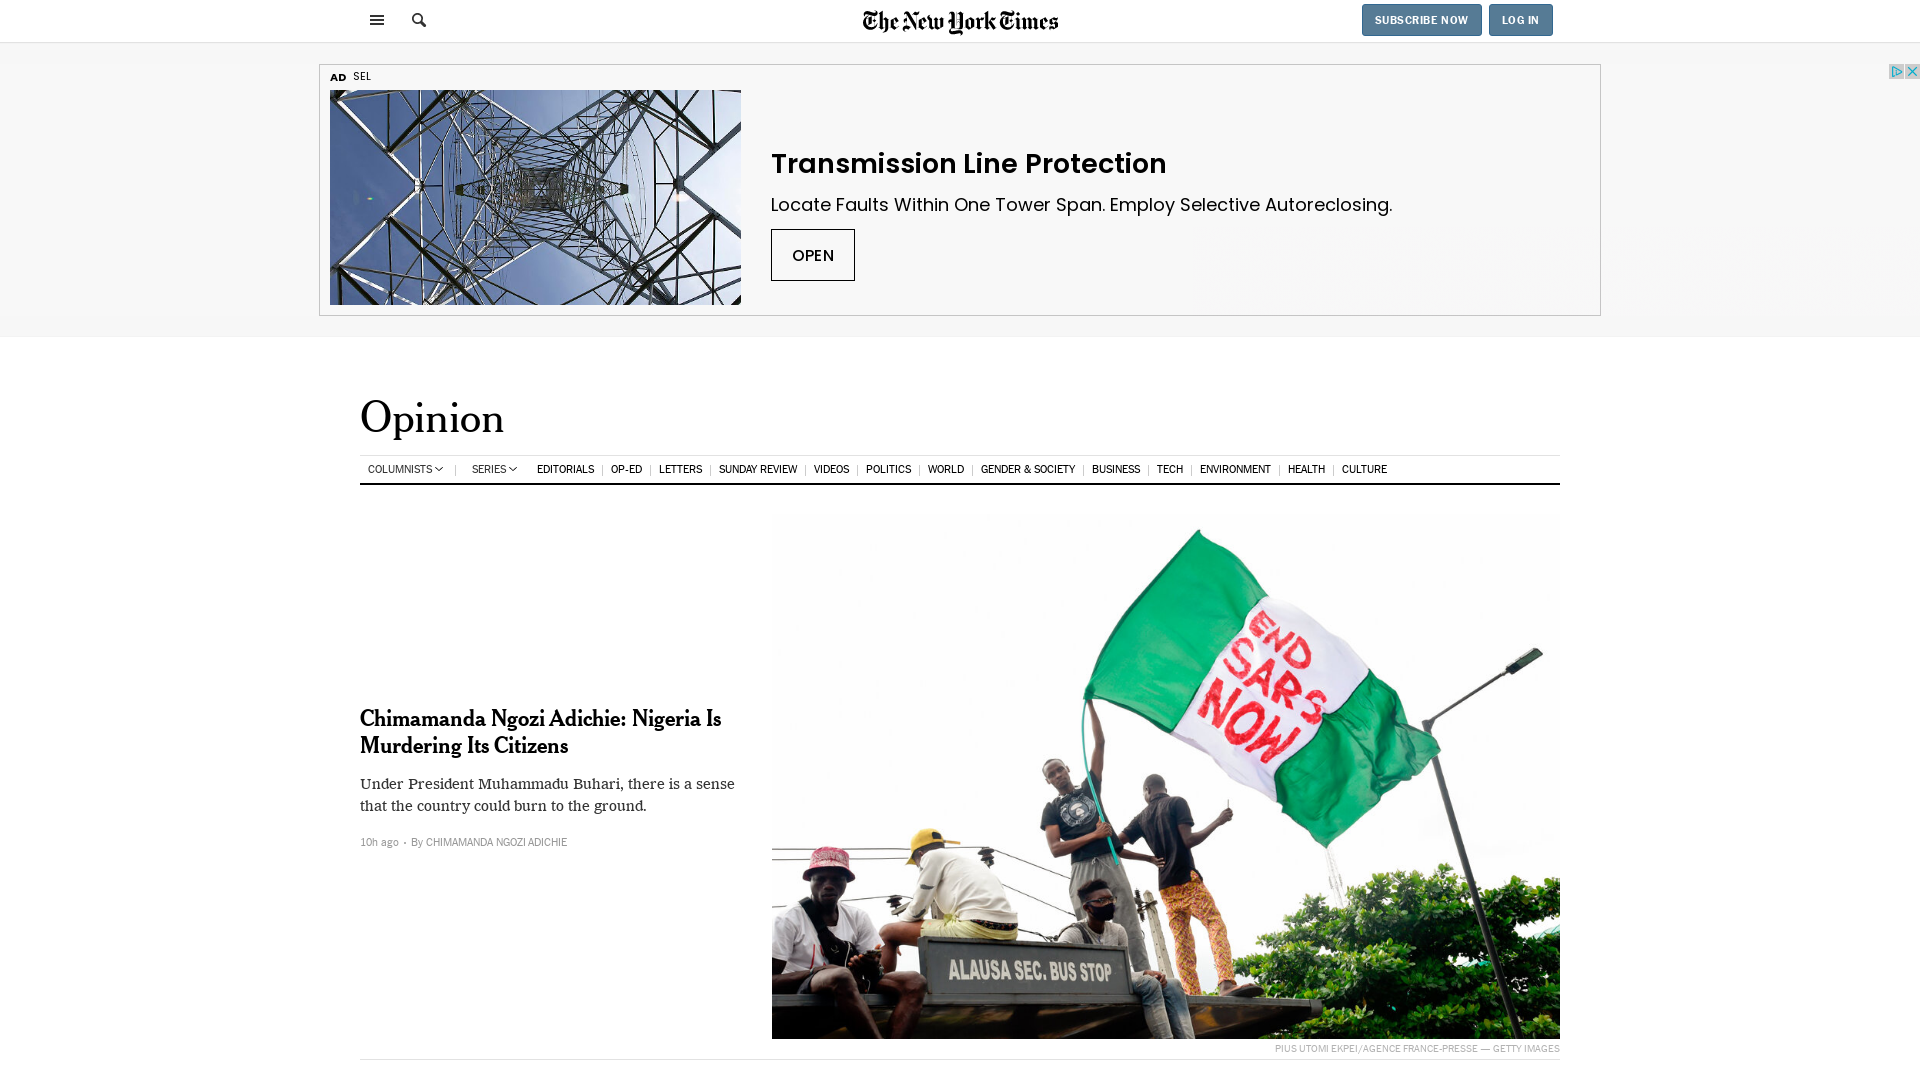 The New York Times
SUBSCRIBE NOW
LOG IN
AD SEL
Transmission Line Protection
Locate Faults Within One Tower Span. Employ Selective Autoreclosing.
OPEN
Opinion
COLUMNISTS SERIES EDITORIALS OP-ED LETTERS SUNDAY REVIEW VIDEOS POLITICS WORLD GENDER & SOCIETY BUSINESS TECH ENVIRONMENT HEALTH CULTURE
END
SARS
NOW
Chimamanda Ngozi Adichie: Nigeria Is
Murdering Its Citizens
Under President Muhammadu Buhari, there is a sense
that the country could burn to the ground.
10h ago · By CHIMAMANDA NGOZI ADICHIE
ALAUSA SEC. BUS STOP
PIUS UTOMI EKPEI/AGENCE FRANCE-PRESSE — GETTY IMAGES